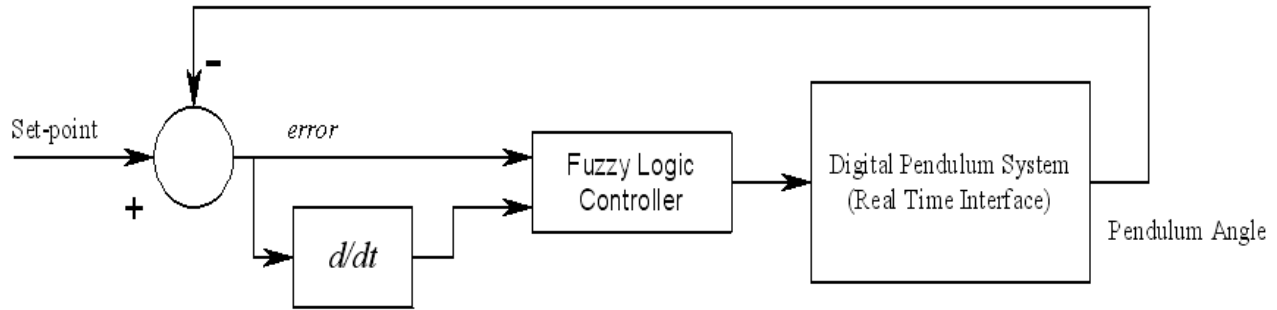 -
Set-point
+
error
d/dt
Fuzzy Logic
Controller
Digital Pendulum System
(Real Time Interface)
Pendulum Angle